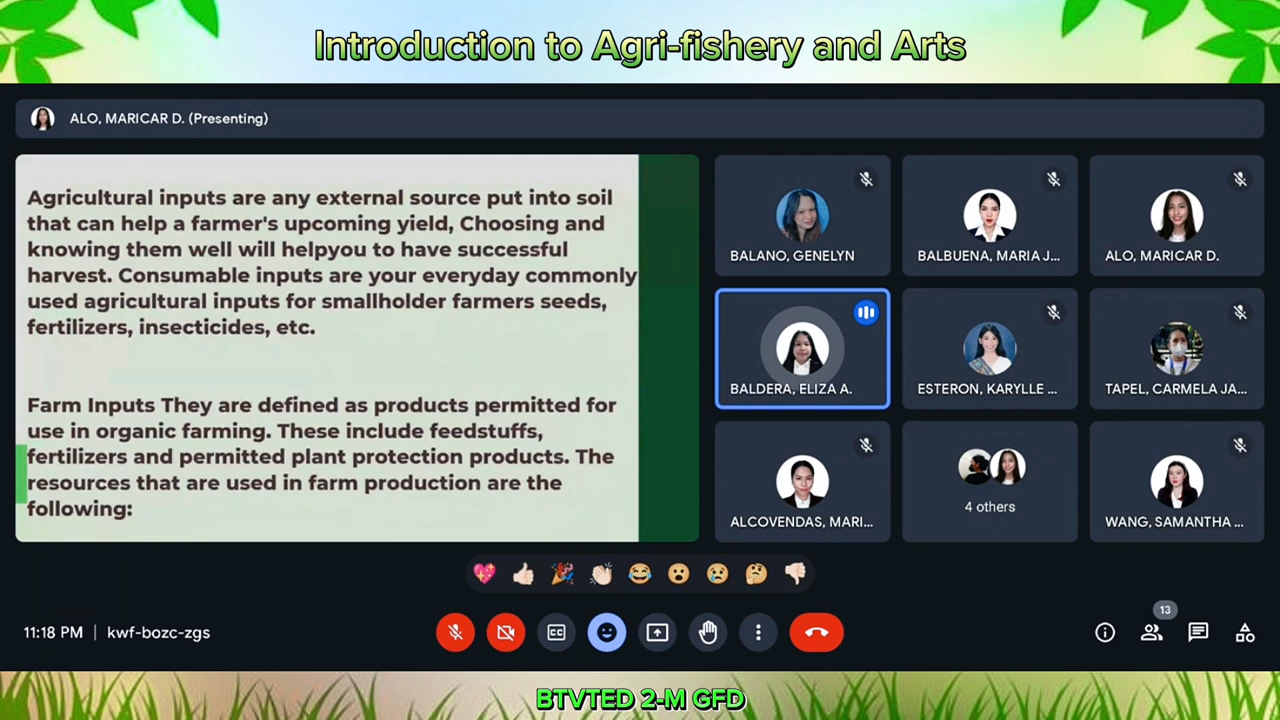 Introduction to Agri-fishery and Arts
ALO, MARICAR D. (Presenting)
Agricultural inputs are any external source put into soil
that can help a farmer's upcoming yield, Choosing and
knowing them well will helpyou to have successful
harvest. Consumable inputs are your everyday commonly
used agricultural inputs for smallholder farmers seeds,
fertilizers, insecticides, etc.
Farm Inputs They are defined as products permitted for
use in organic farming. These include feedstuffs,
fertilizers and permitted plant protection products. The
resources that are used in farm production are the
following:
BALANO, GENELYN
BALBUENA, MARIA J...
ALO, MARICAR D.
BALDERA, ELIZA A.
ESTERON, KARYLLE ...
TAPEL, CARMELA JA...
ALCOVENDAS, MARI...
4 others
WANG, SAMANTHA ...
11:18 PM | kwf-bozc-zgs
CC
13
BTVTED 2-M GFD